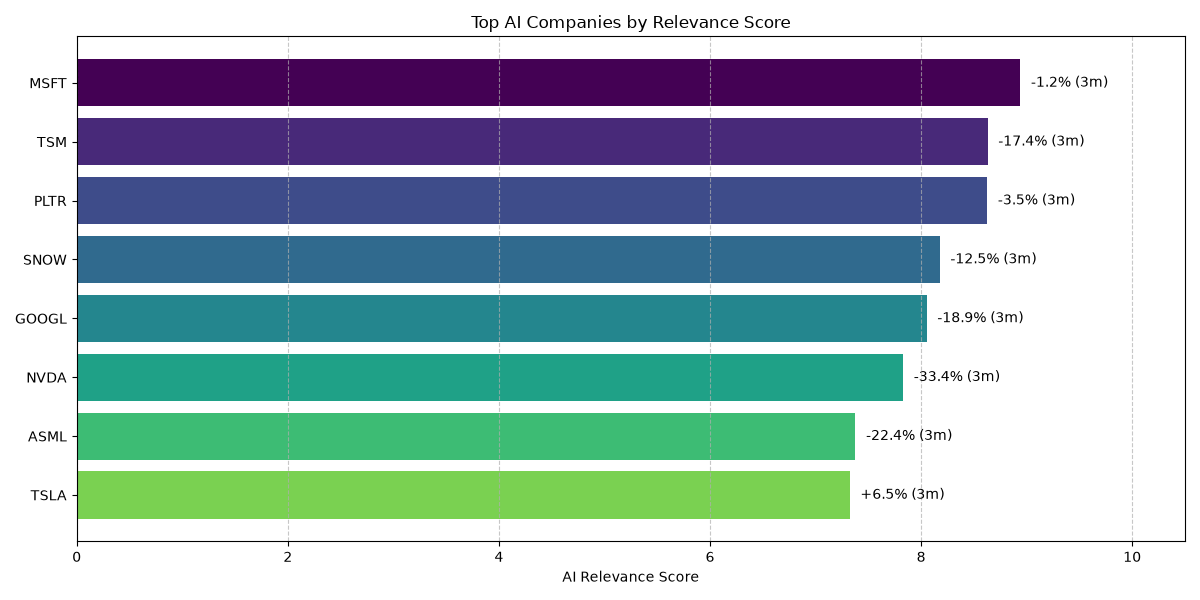 Top AI Companies by Relevance Score
MSFT -1.2% (3m)
TSM -17.4% (3m)
PLTR -3.5% (3m)
SNOW -12.5% (3m)
GOOGL -18.9% (3m)
NVDA -33.4% (3m)
ASML -22.4% (3m)
TSLA +6.5% (3m)
0 2 4 6 8 10
AI Relevance Score